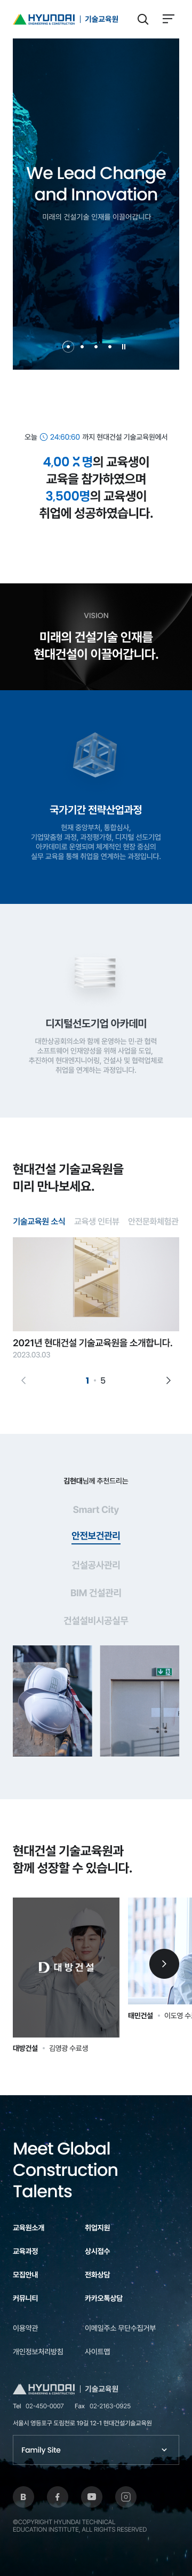 HYUNDAI
ENGINEERING & CONSTRUCTION
기술교육원
We Lead Change
and Innovation
미래의 건설기술 인재를 이끌어갑니다
오늘 24:60:60 까지 현대건설 기술교육원에서
4,00 명의 교육생이
교육을 참가하였으며
3,500명의 교육생이
취업에 성공하였습니다.
VISION
미래의 건설기술 인재를
현대건설이 이끌어갑니다.
국가기간 전략산업과정
현재 중앙부처, 통합심사,
기업맞춤형 과정, 과정평가형, 디지털 선도기업
아카데미로 운영되며 체계적인 현장 중심의
실무 교육을 통해 취업을 연계하는 과정입니다.
디지털선도기업 아카데미
대한상공회의소와 함께 운영하는 민·관 협력
소프트웨어 인재양성을 위해 사업을 도입,
추진하여 현대엔지니어링, 건설사 및 협력업체로
취업을 연계하는 과정입니다.
현대건설 기술교육원을
미리 만나보세요.
기술교육원 소식 교육생 인터뷰 안전문화체험관
2021년 현대건설 기술교육원을 소개합니다.
2023.03.03
1 · 5
김현대님께 추천드리는
Smart City
안전보건관리
건설공사관리
BIM 건설관리
건설설비시공실무
현대건설 기술교육원과
함께 성장할 수 있습니다.
대방건설
대방건설 · 김영광 수료생
태민건설 · 이도영 수
Meet Global
Construction
Talents
교육원소개 취업지원
교육과정 상시접수
모집안내 전화상담
커뮤니티 카카오톡상담
이용약관 이메일주소 무단수집거부
개인정보처리방침 사이트맵
HYUNDAI
ENGINEERING & CONSTRUCTION
기술교육원
Tel 02-450-0007 Fax 02-2163-0925
서울시 영등포구 도림천로 19길 12-1 현대건설기술교육원
Family Site
B
©COPYRIGHT HYUNDAI TECHNICAL
EDUCATION INSTITUTE, ALL RIGHTS RESERVED